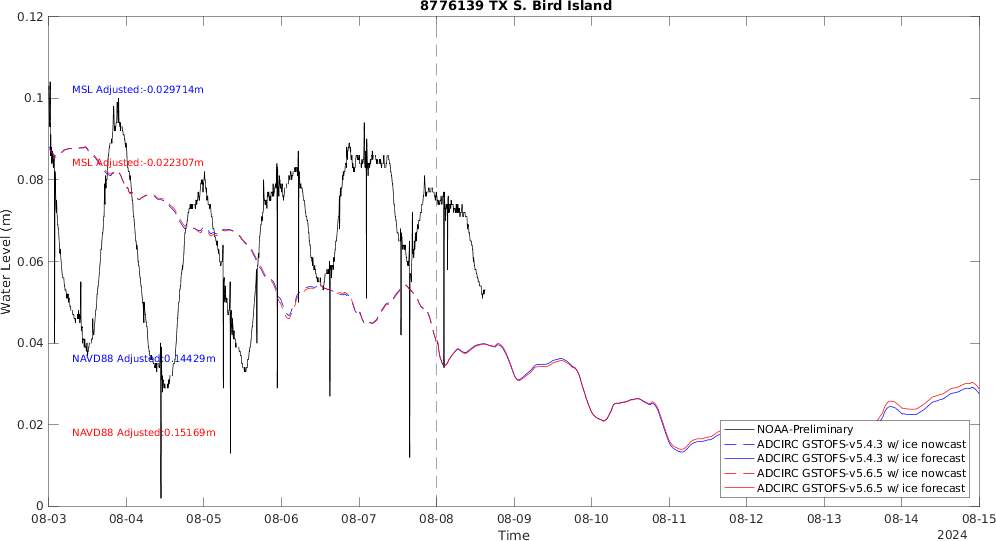 8776139 TX S. Bird Island
Water Level (m)
0.12
0.1
0.08
0.06
0.04
0.02
0
MSL Adjusted:-0.029714m
MSL Adjusted:-0.022307m
NAVD88 Adjusted:0.14429m
NAVD88 Adjusted:0.15169m
NOAA-Preliminary
ADCIRC GSTOFS-v5.4.3 w/ ice nowcast
ADCIRC GSTOFS-v5.4.3 w/ ice forecast
ADCIRC GSTOFS-v5.6.5 w/ ice nowcast
ADCIRC GSTOFS-v5.6.5 w/ ice forecast
08-03 08-04 08-05 08-06 08-07 08-08 08-09 08-10 08-11 08-12 08-13 08-14 08-15
Time
2024